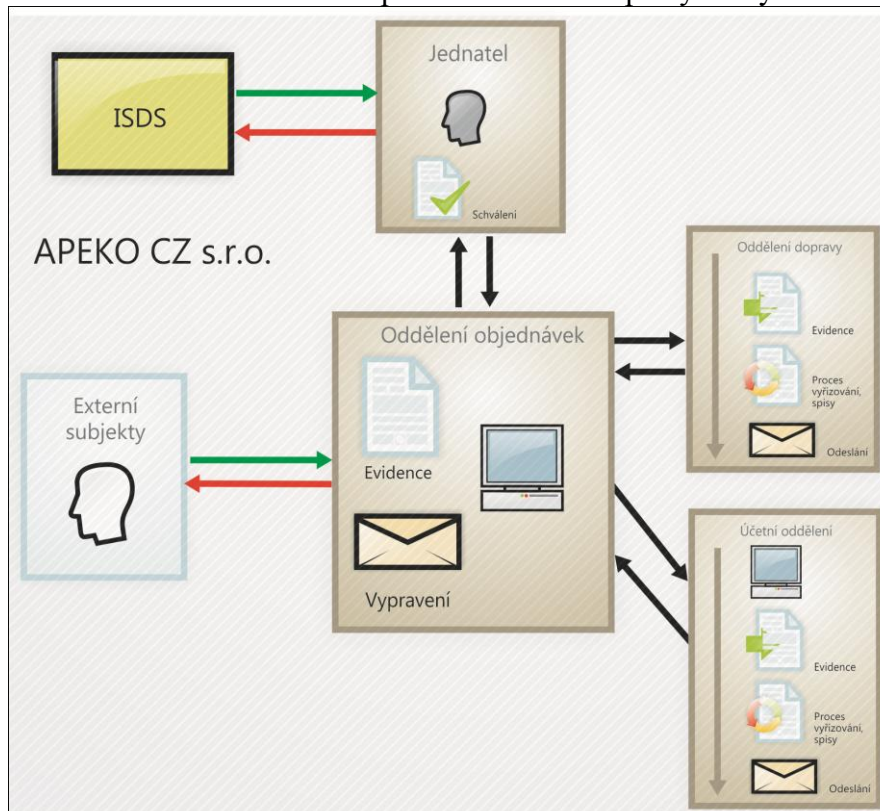 Jednatel
ISDS
Schválení
APEKO CZ s.r.o.
Oddělení dopravy
Evidence
Proces
vyřizování,
spisy
Odeslání
Oddělení objednávek
Evidence
Vypravení
Externí
subjekty
Účetní oddělení
Evidence
Proces
vyřizování,
spisy
Odeslání